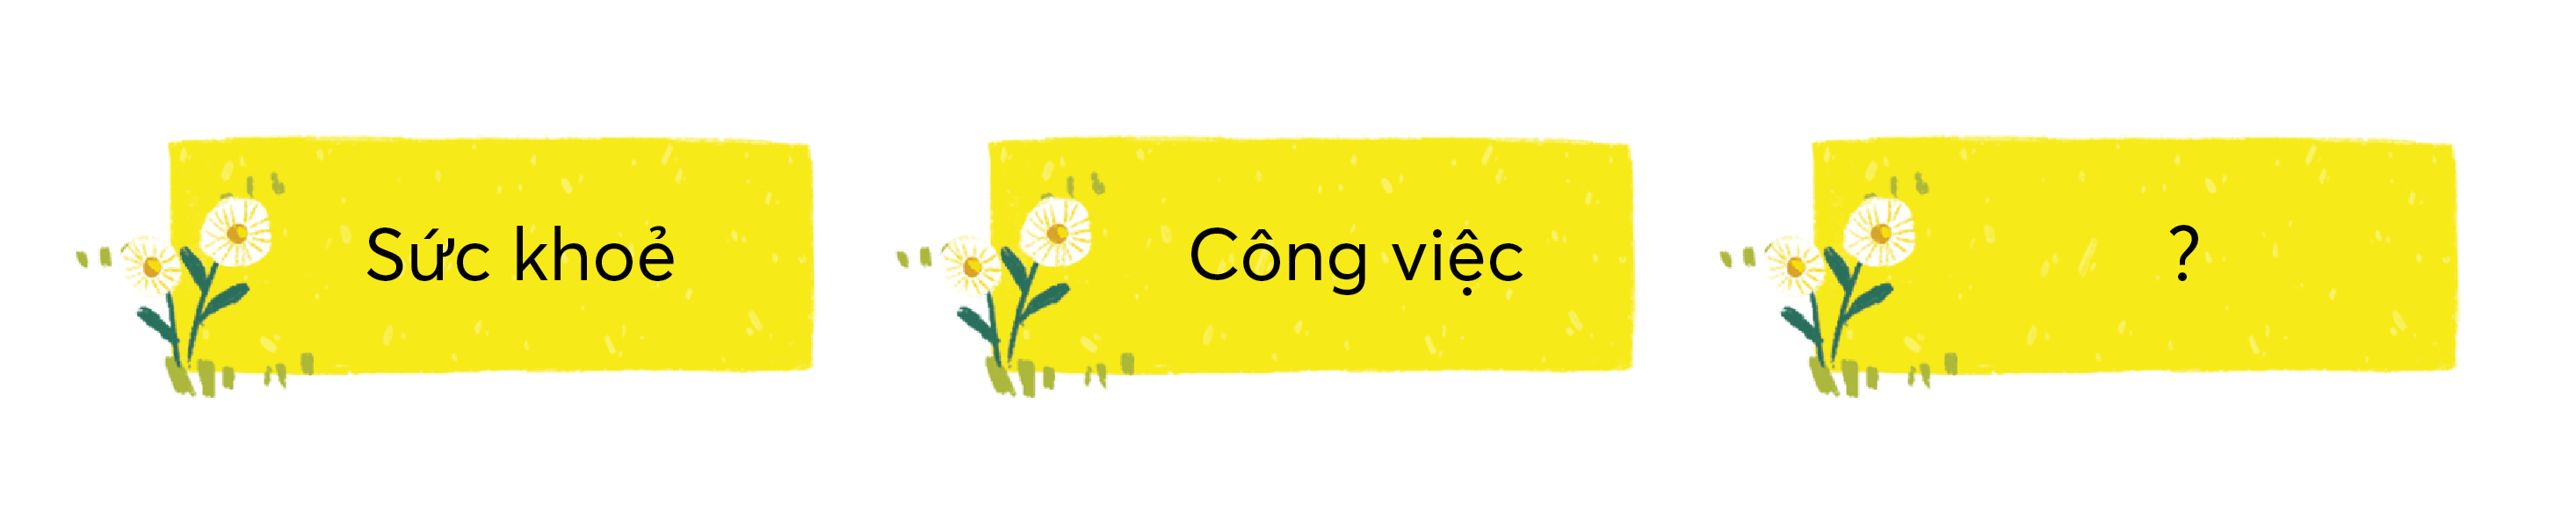 Sức khoẻ
Công việc
?